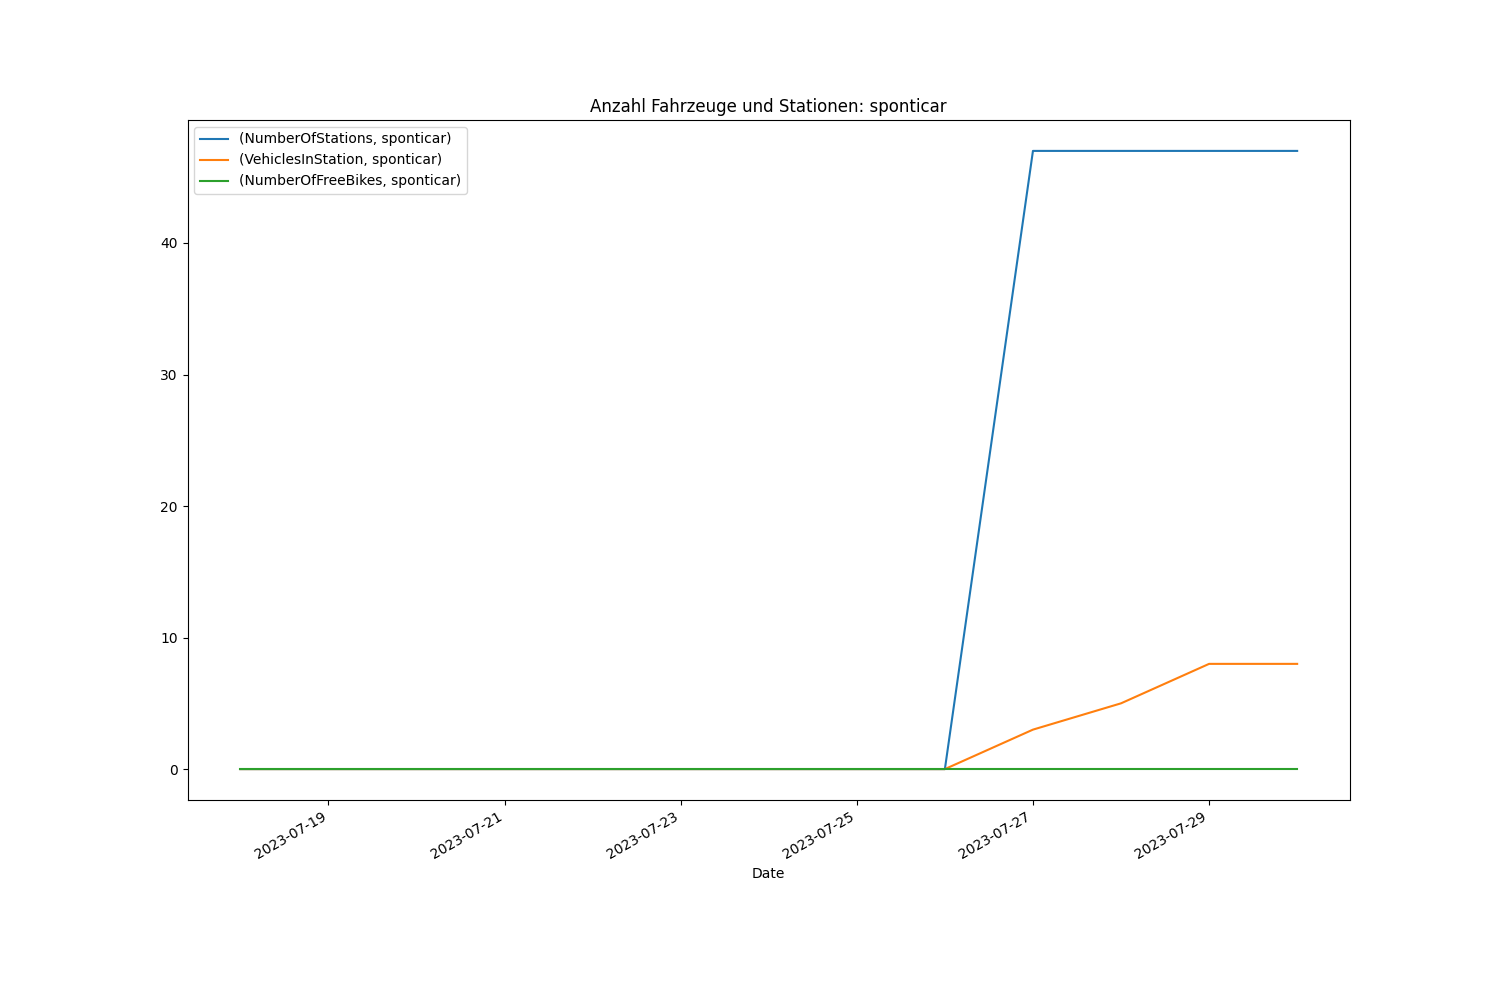 Anzahl Fahrzeuge und Stationen: sponticar
(NumberOfStations, sponticar)
(VehiclesInStation, sponticar)
(NumberOfFreeBikes, sponticar)
40
30
20
10
0
2023-07-19
2023-07-21
2023-07-23
2023-07-25
2023-07-27
2023-07-29
Date